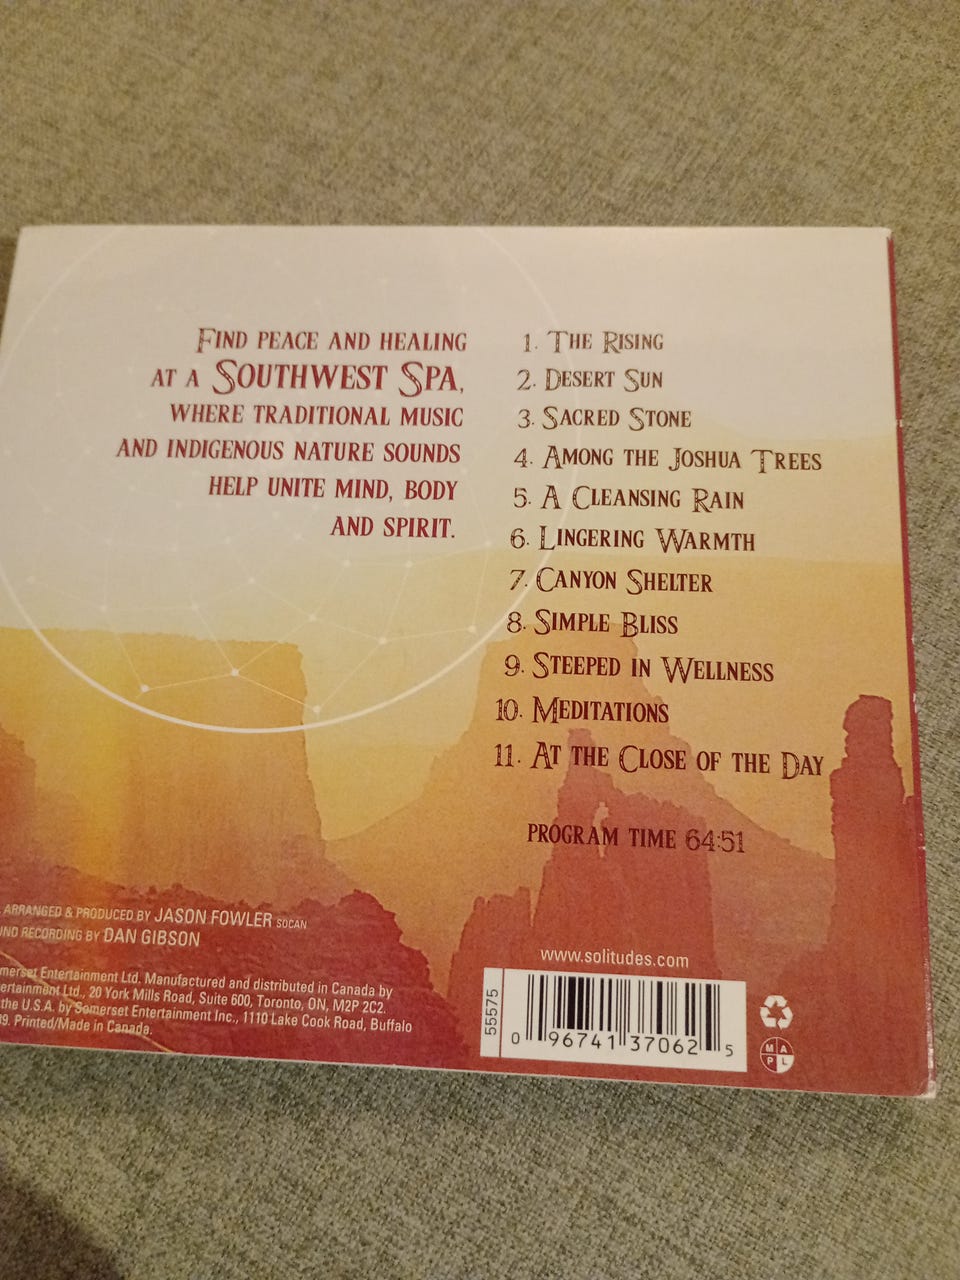 Find peace and healing
at a Southwest Spa,
where traditional music
and indigenous nature sounds
help unite mind, body
and spirit.
1. The Rising
2. Desert Sun
3. Sacred Stone
4. Among the Joshua Trees
5. A Cleansing Rain
6. Lingering Warmth
7. Canyon Shelter
8. Simple Bliss
9. Steeped in Wellness
10. Meditations
11. At the Close of the Day
Program Time 64:51
ARRANGED & PRODUCED BY JASON FOWLER SOCAN
RECORDING BY DAN GIBSON
Entertainment Ltd. Manufactured and distributed in Canada by
Ltd., 20 York Mills Road, Suite 600, Toronto, ON, M2P 2C2.
the U.S.A. by Somerset Entertainment Inc., 1110 Lake Cook Road, Buffalo
Printed/Made in Canada.
www.solitudes.com
55575
0 96741 37062 5
M A
P L